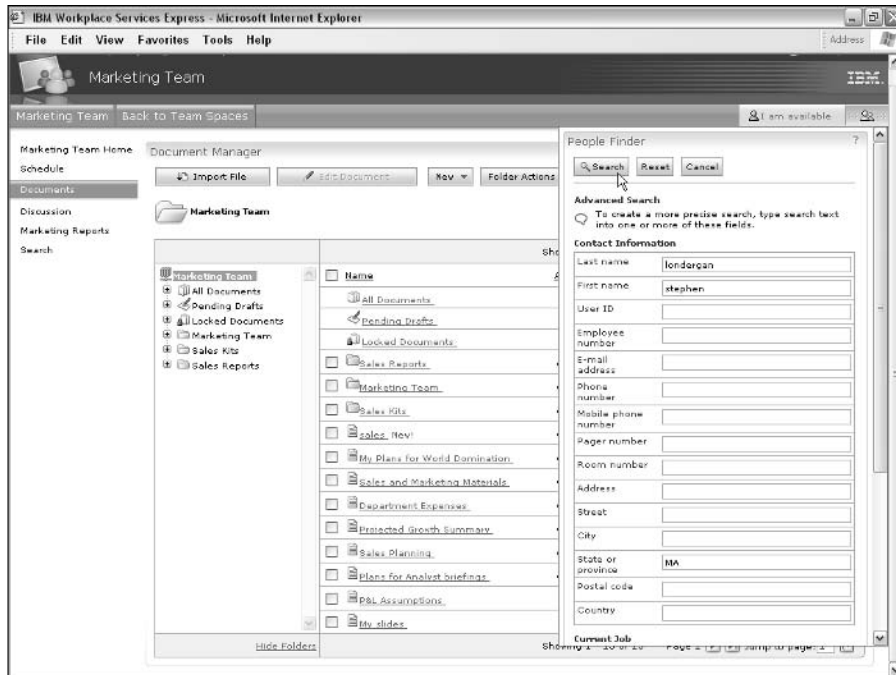 IBM Workplace Services Express - Microsoft Internet Explorer
File Edit View Favorites Tools Help
Address
Marketing Team
IBM
Marketing Team Back to Team Spaces
I am available
Marketing Team Home
Schedule
Documents
Discussion
Marketing Reports
Search
Document Manager
Import File Edit Document New Folder Actions
Marketing Team
Sho
Marketing Team
All Documents
Pending Drafts
Locked Documents
Marketing Team
Sales Kits
Sales Reports
Hide Folders
Name
All Documents
Pending Drafts
Locked Documents
Sales Reports
Marketing Team
Sales Kits
sales New!
My Plans for World Domination
Sales and Marketing Materials
Department Expenses
Projected Growth Summary
Sales Planning
Plans for Analyst briefings
P&L Assumptions
My slides
People Finder ?
Search Reset Cancel
Advanced Search
To create a more precise search, type search text
into one or more of these fields.
Contact Information
Last name londergan
First name stephen
User ID
Employee
number
E-mail
address
Phone
number
Mobile phone
number
Pager number
Room number
Address
Street
City
State or
province MA
Postal code
Country
Current Job